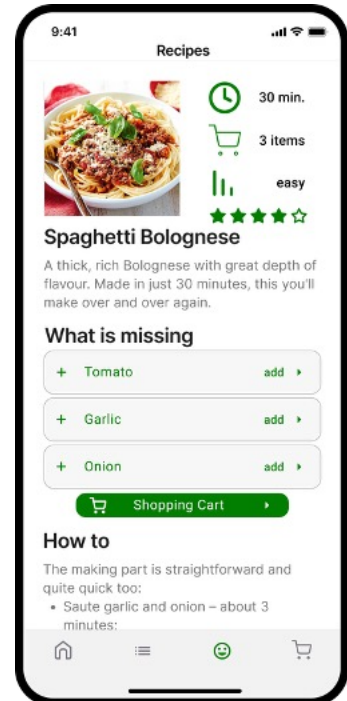 9:41
Recipes
30 min.
3 items
easy
Spaghetti Bolognese
A thick, rich Bolognese with great depth of
flavour. Made in just 30 minutes, this you'll
make over and over again.
What is missing
+ Tomato add
+ Garlic add
+ Onion add
Shopping Cart
How to
The making part is straightforward and
quite quick too:
• Saute garlic and onion – about 3
minutes;